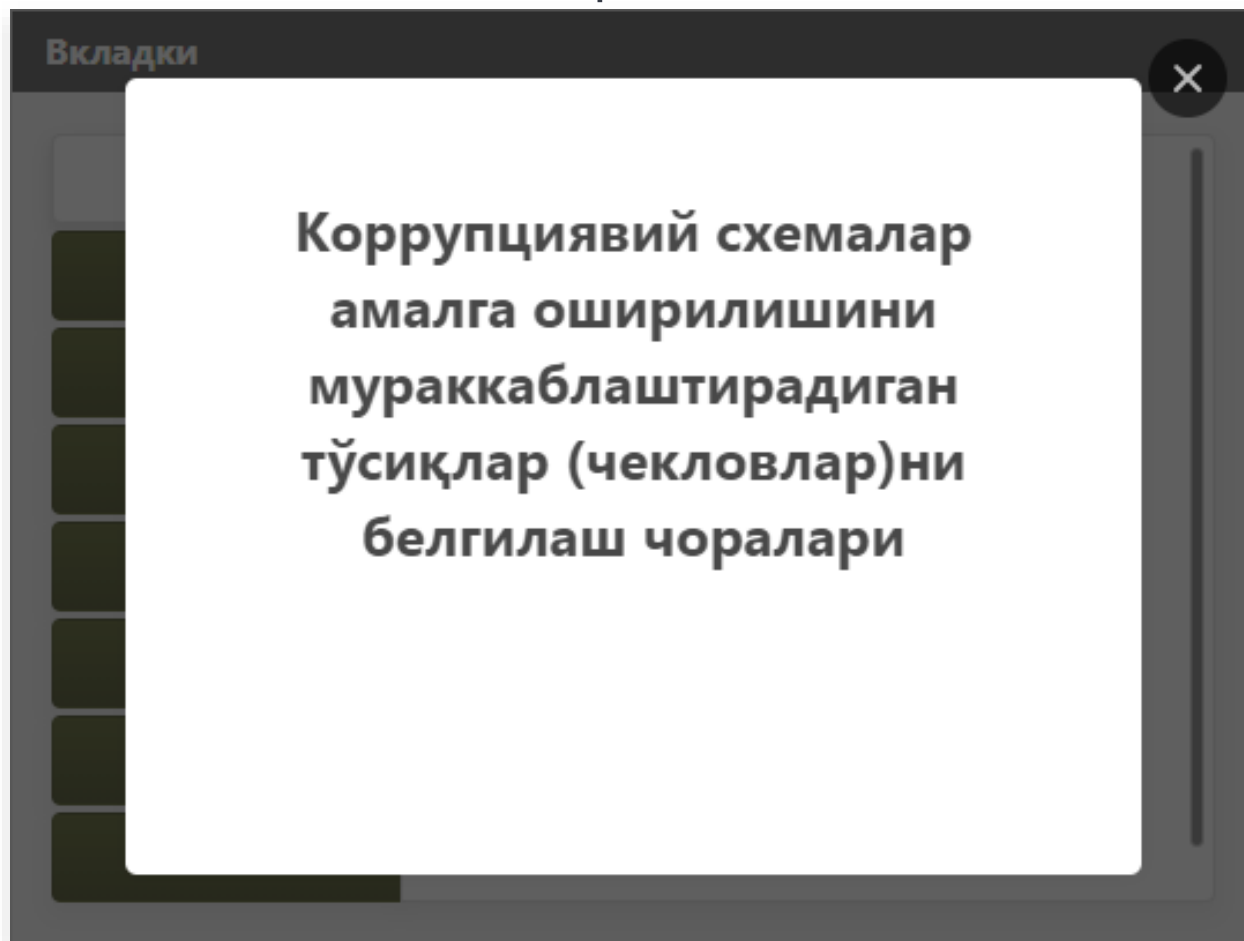 Вкладки
Коррупциявий схемалар
амалга оширилишини
мураккаблаштирадиган
тўсиқлар (чекловлар)ни
белгилаш чоралари